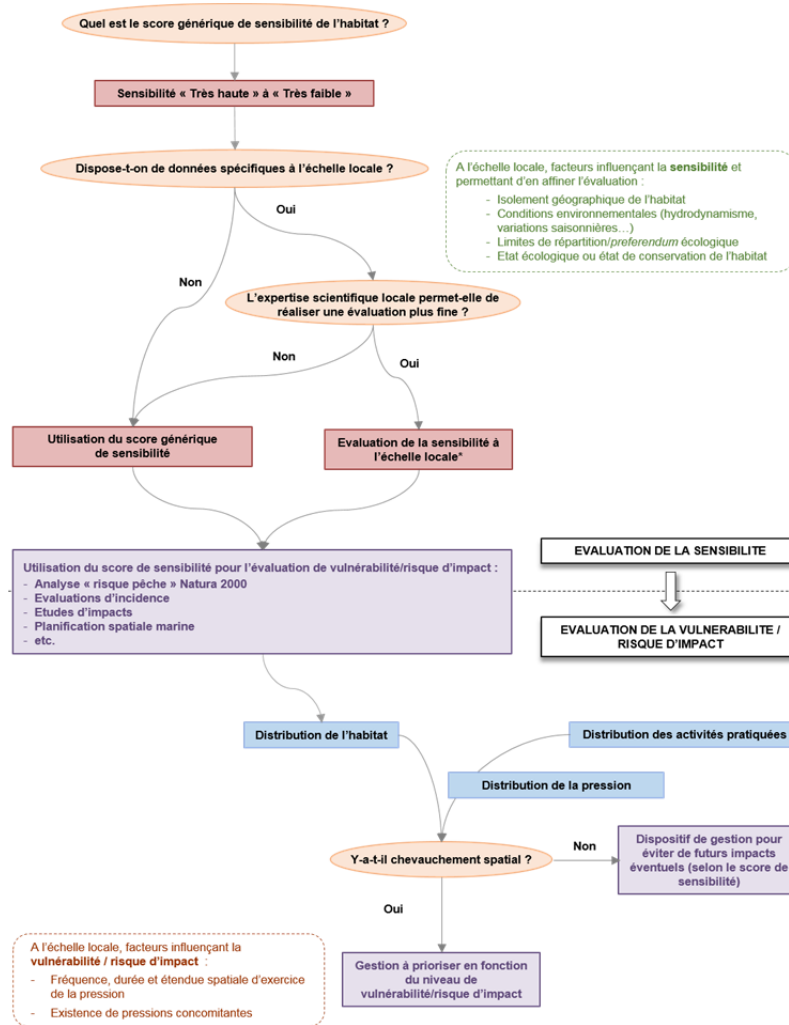 Quel est le score générique de sensibilité de l'habitat ?
Sensibilité « Très haute » à « Très faible »
Dispose-t-on de données spécifiques à l'échelle locale ?
A l'échelle locale, facteurs influençant la sensibilité et
permettant d'en affiner l'évaluation :
- Isolement géographique de l'habitat
- Conditions environnementales (hydrodynamisme,
variations saisonnières…)
- Limites de répartition/preferendum écologique
- Etat écologique ou état de conservation de l'habitat
Oui
Non
L'expertise scientifique locale permet-elle de
réaliser une évaluation plus fine ?
Non
Oui
Utilisation du score générique
de sensibilité
Evaluation de la sensibilité à
l'échelle locale*
Utilisation du score de sensibilité pour l'évaluation de vulnérabilité/risque d'impact :
- Analyse « risque pêche » Natura 2000
- Evaluations d'incidence
- Etudes d'impacts
- Planification spatiale marine
- etc.
EVALUATION DE LA SENSIBILITE
EVALUATION DE LA VULNERABILITE /
RISQUE D'IMPACT
Distribution de l'habitat
Distribution des activités pratiquées
Distribution de la pression
Y-a-t-il chevauchement spatial ?
Non
Dispositif de gestion pour
éviter de futurs impacts
éventuels (selon le score de
sensibilité)
Oui
A l'échelle locale, facteurs influençant la
vulnérabilité / risque d'impact :
- Fréquence, durée et étendue spatiale d'exercice
de la pression
- Existence de pressions concomitantes
Gestion à prioriser en fonction
du niveau de
vulnérabilité/risque d'impact